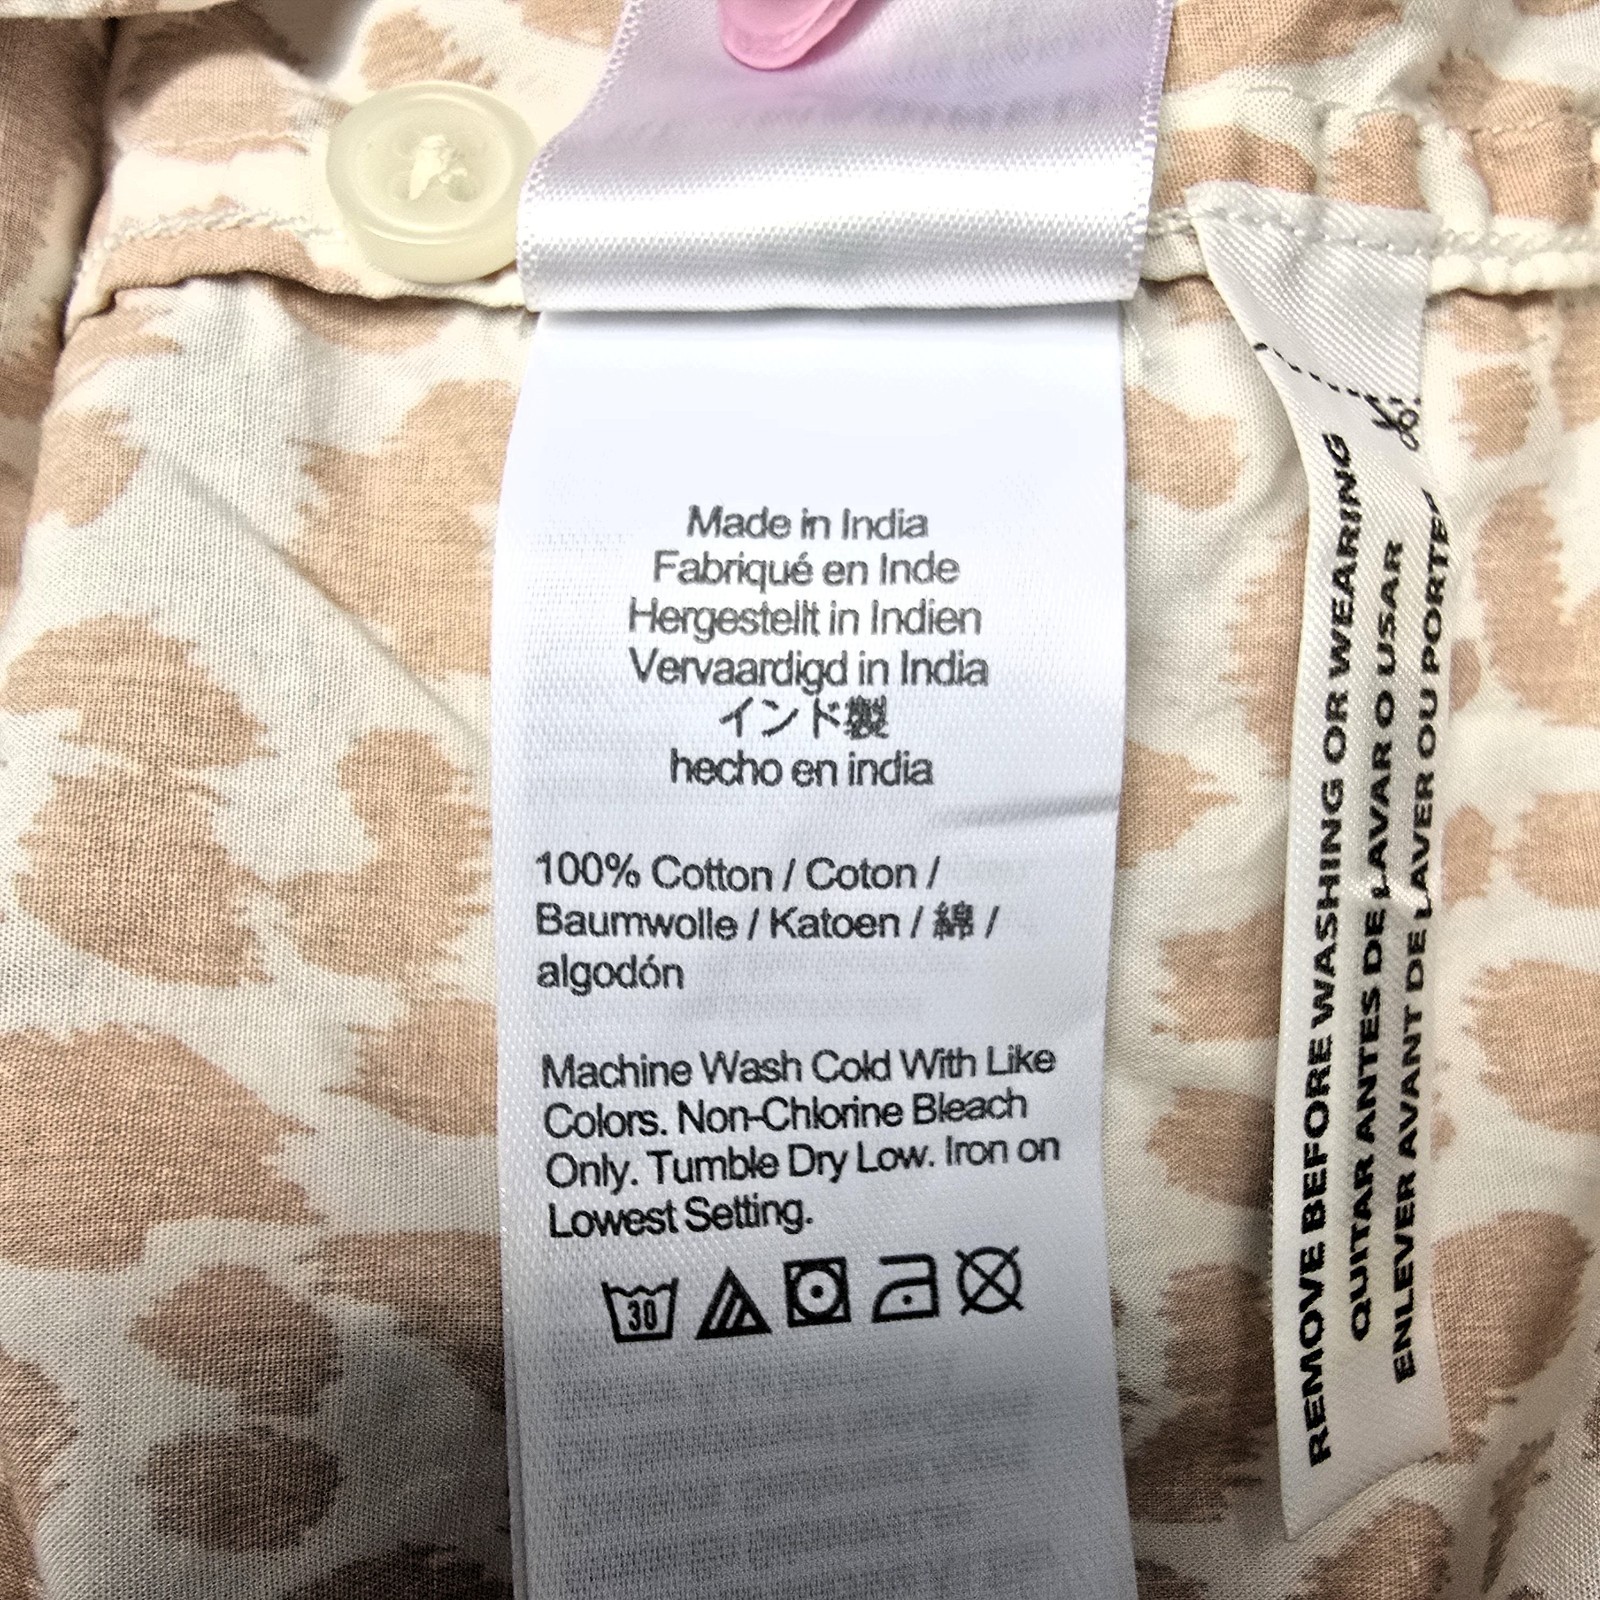 Made in India
Fabriqué en Inde
Hergestellt in Indien
Vervaardigd in India
インド製
hecho en india
100% Cotton / Coton /
Baumwolle / Katoen / 綿 /
algodón
Machine Wash Cold With Like
Colors. Non-Chlorine Bleach
Only. Tumble Dry Low. Iron on
Lowest Setting.
30
REMOVE BEFORE WASHING OR WEARING
QUITAR ANTES DE LAVAR O USAR
ENLEVER AVANT DE LAVER OU PORTER